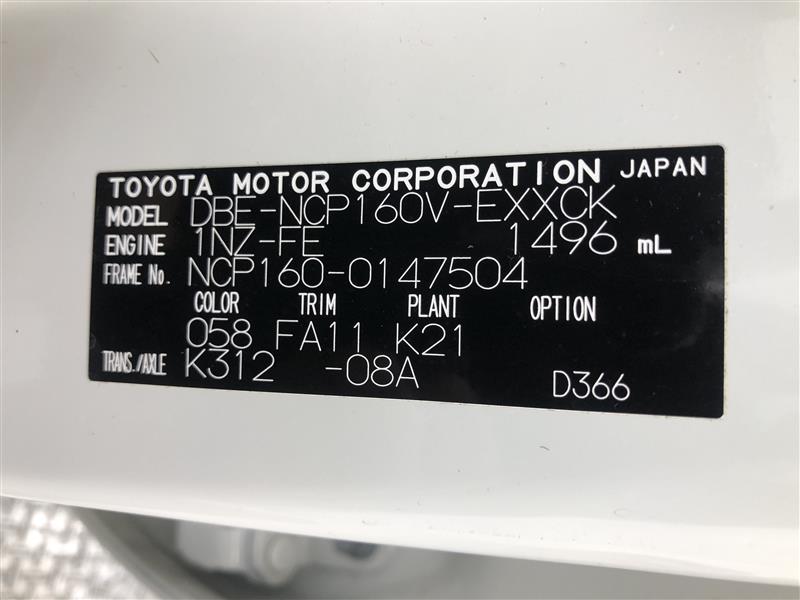 TOYOTA MOTOR CORPORATION JAPAN
MODEL DBE-NCP160V-EXXCK
ENGINE 1NZ-FE 1496 mL
FRAME No. NCP160-0147504
COLOR TRIM PLANT OPTION
058 FA11 K21
TRANS./AXLE K312 -08A D366